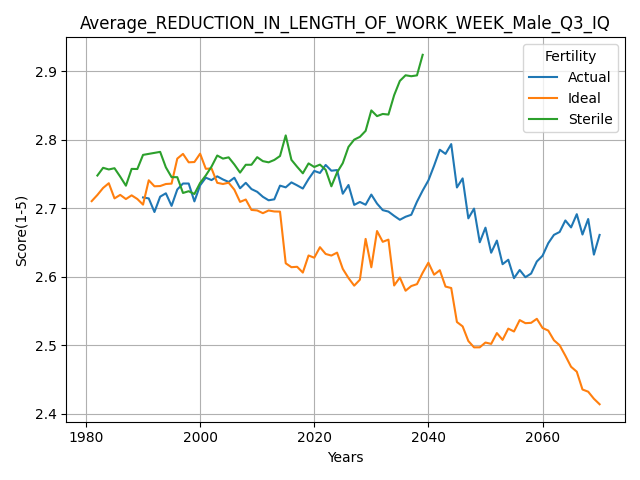 Average_REDUCTION_IN_LENGTH_OF_WORK_WEEK_Male_Q3_IQ
Fertility
Actual
Ideal
Sterile
Score(1-5)
2.9
2.8
2.7
2.6
2.5
2.4
1980 2000 2020 2040 2060
Years